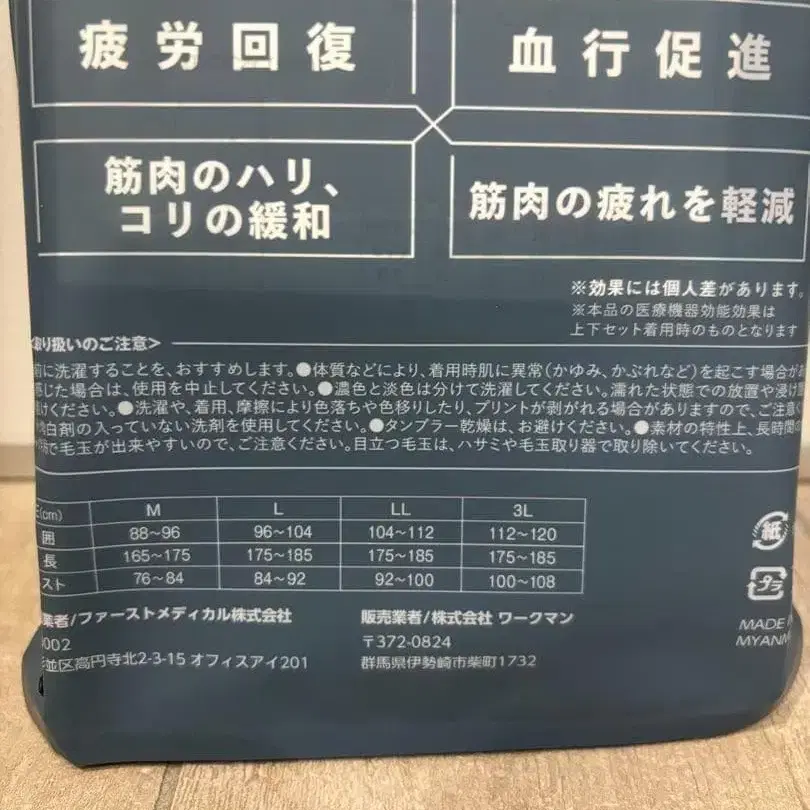 疲労回復
血行促進
筋肉のハリ、
コリの緩和
筋肉の疲れを軽減
※効果には個人差があります。
※本品の医療機器効能効果は
上下セット着用時のものとなります
取り扱いのご注意>
前に洗濯することを、おすすめします。●体質などにより、着用時肌に異常(かゆみ、かぶれなど)を起こす場合が
感じた場合は、使用を中止してください。●濃色と淡色は分けて洗濯してください。濡れた状態での放置や浸け
けください。●洗濯や、着用、摩擦により色落ちや色移りしたり、プリントが剥がれる場合がありますので、ご注意く
白剤の入っていない洗剤を使用してください。●タンブラー乾燥は、お避けください。●素材の特性上、長時間の
で毛玉が出来やすいので、ご注意ください。目立つ毛玉は、ハサミや毛玉取り器で取り除いてください。
E(cm) M L LL 3L
囲 88~96 96~104 104~112 112~120
長 165~175 175~185 175~185 175~185
スト 76~84 84~92 92~100 100~108
業者/ファーストメディカル株式会社
002
並区高円寺北2-3-15 オフィスアイ201
販売業者/株式会社 ワークマン
〒372-0824
群馬県伊勢崎市柴町1732
紙
プラ
MADE
MYANM